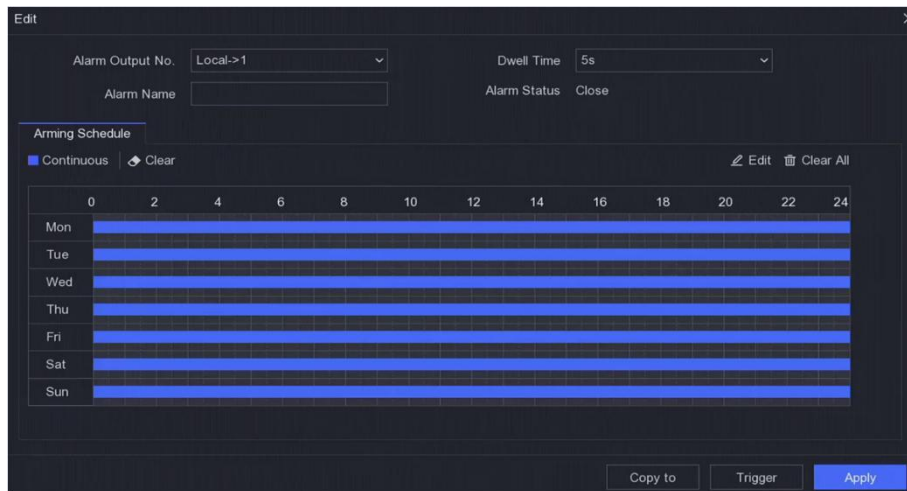 Edit
Alarm Output No. Local->1 Dwell Time 5s
Alarm Name Alarm Status Close
Arming Schedule
Continuous Clear Edit Clear All
0 2 4 6 8 10 12 14 16 18 20 22 24
Mon
Tue
Wed
Thu
Fri
Sat
Sun
Copy to Trigger Apply